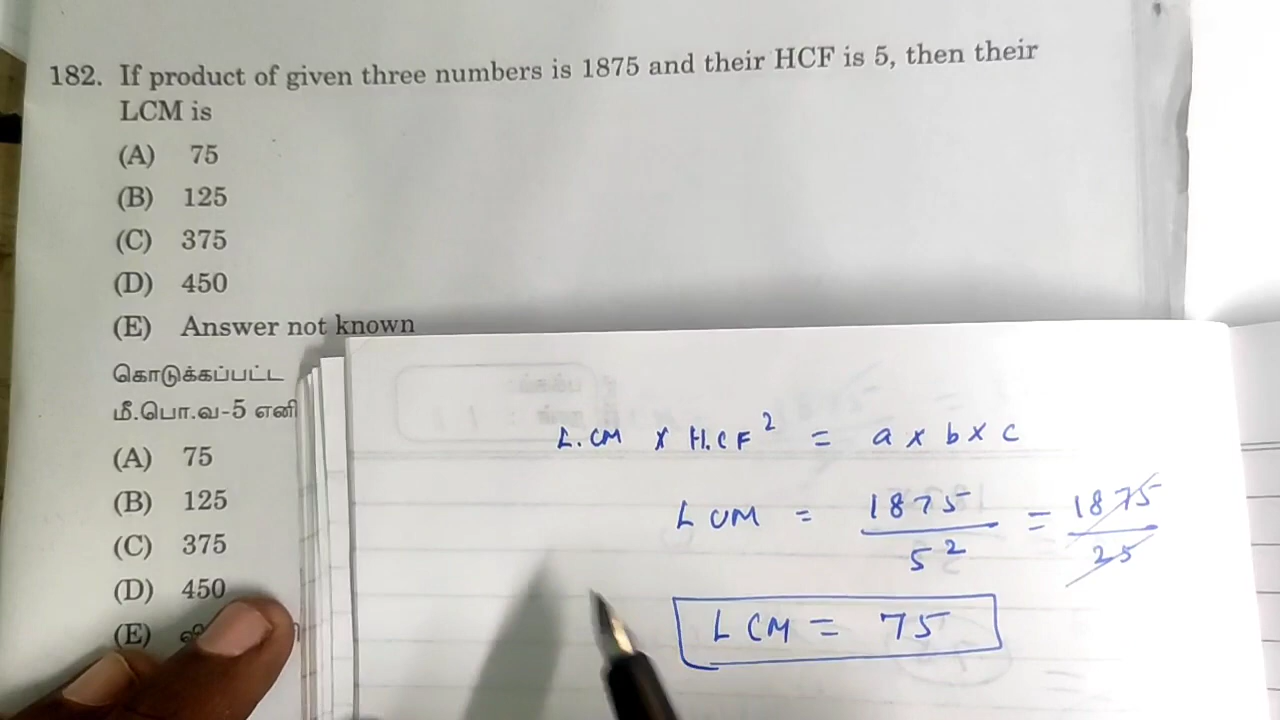 182. If product of given three numbers is 1875 and their HCF is 5, then their
LCM is
(A) 75
(B) 125
(C) 375
(D) 450
(E) Answer not known
கொடுக்கப்பட்ட
மீ.பொ.வ-5 எனி
(A) 75
(B) 125
(C) 375
(D) 450
(E)
L.CM x H.CF² = a x b x c
LCM = 1875/5² = 1875/25
LCM = 75